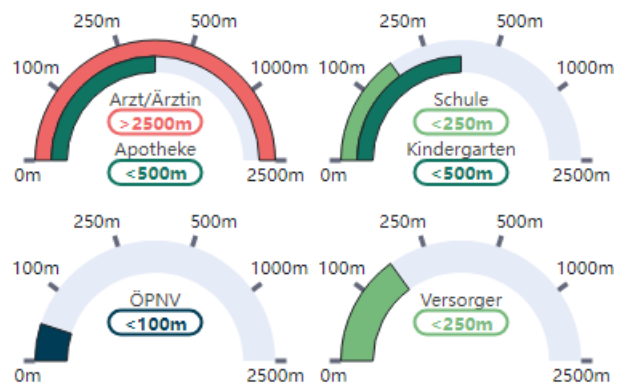 250m
500m
100m
1000m
Arzt/Ärztin
>2500m
Apotheke
<500m
0m
2500m
250m
500m
100m
1000m
Schule
<250m
Kindergarten
<500m
0m
2500m
250m
500m
100m
1000m
ÖPNV
<100m
0m
2500m
250m
500m
100m
1000m
Versorger
<250m
0m
2500m